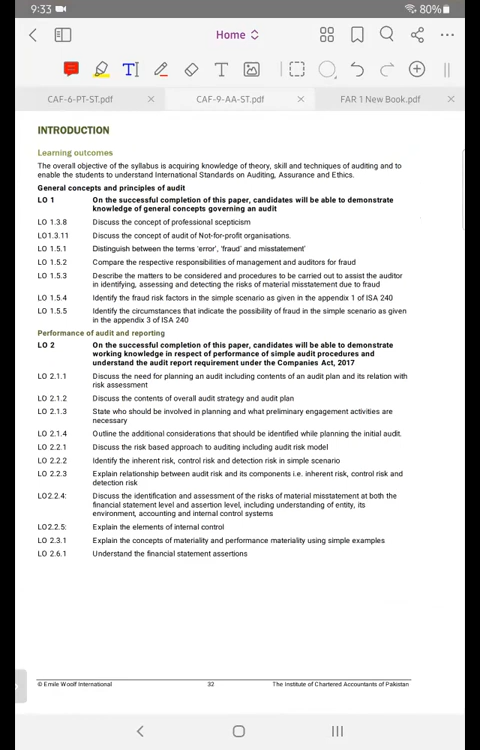 9:33
80%
Home
CAF-6-PT-ST.pdf
CAF-9-AA-ST.pdf
FAR 1 New Book.pdf
INTRODUCTION
Learning outcomes
The overall objective of the syllabus is acquiring knowledge of theory, skill and techniques of auditing and to
enable the students to understand International Standards on Auditing, Assurance and Ethics.
General concepts and principles of audit
LO 1 On the successful completion of this paper, candidates will be able to demonstrate
knowledge of general concepts governing an audit
LO 1.3.8 Discuss the concept of professional scepticism
LO1.3.11 Discuss the concept of audit of Not-for-profit organisations.
LO 1.5.1 Distinguish between the terms 'error', 'fraud' and misstatement'
LO 1.5.2 Compare the respective responsibilities of management and auditors for fraud
LO 1.5.3 Describe the matters to be considered and procedures to be carried out to assist the auditor
in identifying, assessing and detecting the risks of material misstatement due to fraud
LO 1.5.4 Identify the fraud risk factors in the simple scenario as given in the appendix 1 of ISA 240
LO 1.5.5 Identify the circumstances that indicate the possibility of fraud in the simple scenario as given
in the appendix 3 of ISA 240
Performance of audit and reporting
LO 2 On the successful completion of this paper, candidates will be able to demonstrate
working knowledge in respect of performance of simple audit procedures and
understand the audit report requirement under the Companies Act, 2017
LO 2.1.1 Discuss the need for planning an audit including contents of an audit plan and its relation with
risk assessment
LO 2.1.2 Discuss the contents of overall audit strategy and audit plan
LO 2.1.3 State who should be involved in planning and what preliminary engagement activities are
necessary
LO 2.1.4 Outline the additional considerations that should be identified while planning the initial audit.
LO 2.2.1 Discuss the risk based approach to auditing including audit risk model
LO 2.2.2 Identify the inherent risk, control risk and detection risk in simple scenario
LO 2.2.3 Explain relationship between audit risk and its components i.e. inherent risk, control risk and
detection risk
LO2.2.4: Discuss the identification and assessment of the risks of material misstatement at both the
financial statement level and assertion level, including understanding of entity, its
environment, accounting and internal control systems
LO2.2.5: Explain the elements of internal control
LO 2.3.1 Explain the concepts of materiality and performance materiality using simple examples
LO 2.6.1 Understand the financial statement assertions
© Emile Woolf International 32 The Institute of Chartered Accountants of Pakistan